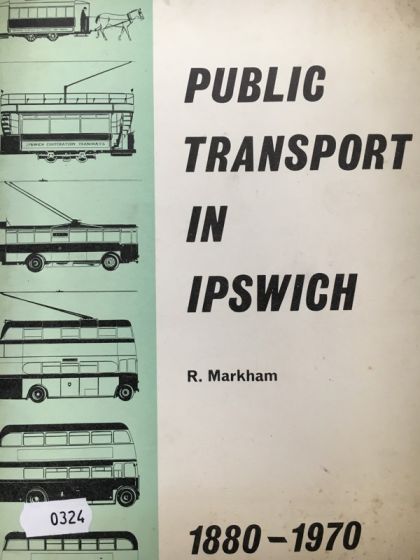 PUBLIC
TRANSPORT
IN
IPSWICH
R. Markham
1880-1970
IPSWICH CORPORATION TRAMWAYS
0324